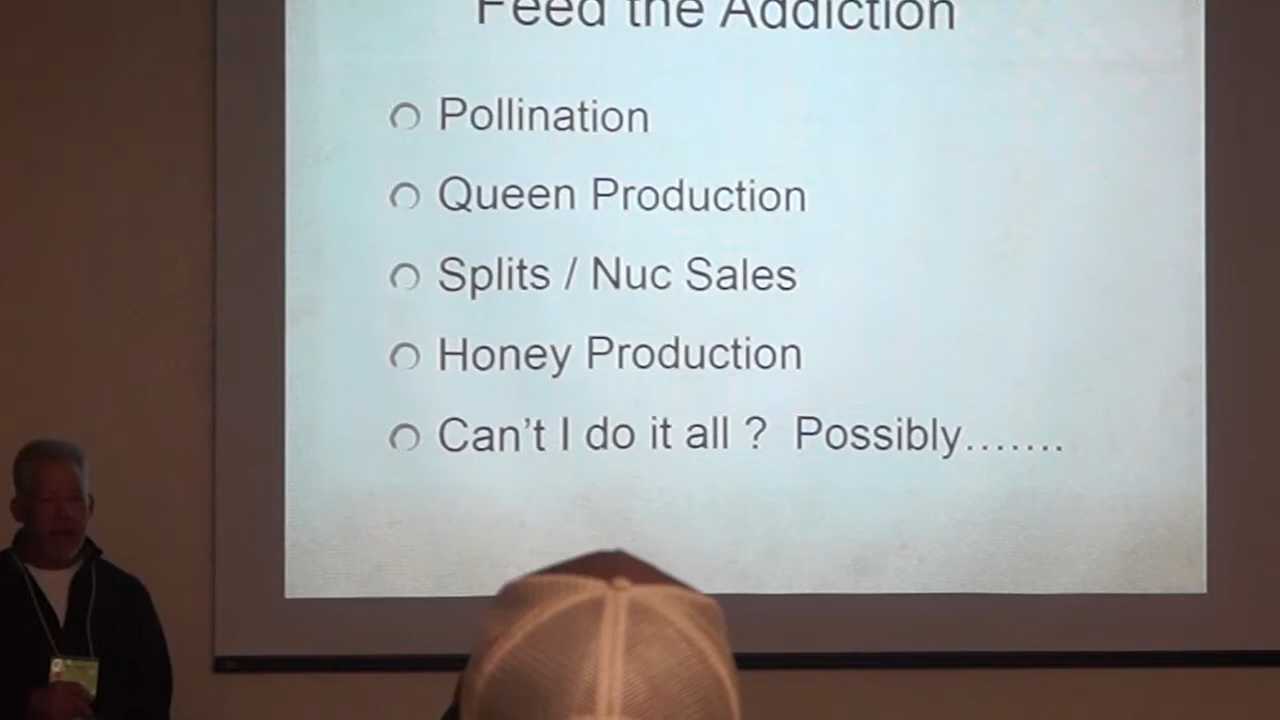 Feed the Addiction
Pollination
Queen Production
Splits / Nuc Sales
Honey Production
Can't I do it all ?  Possibly.......